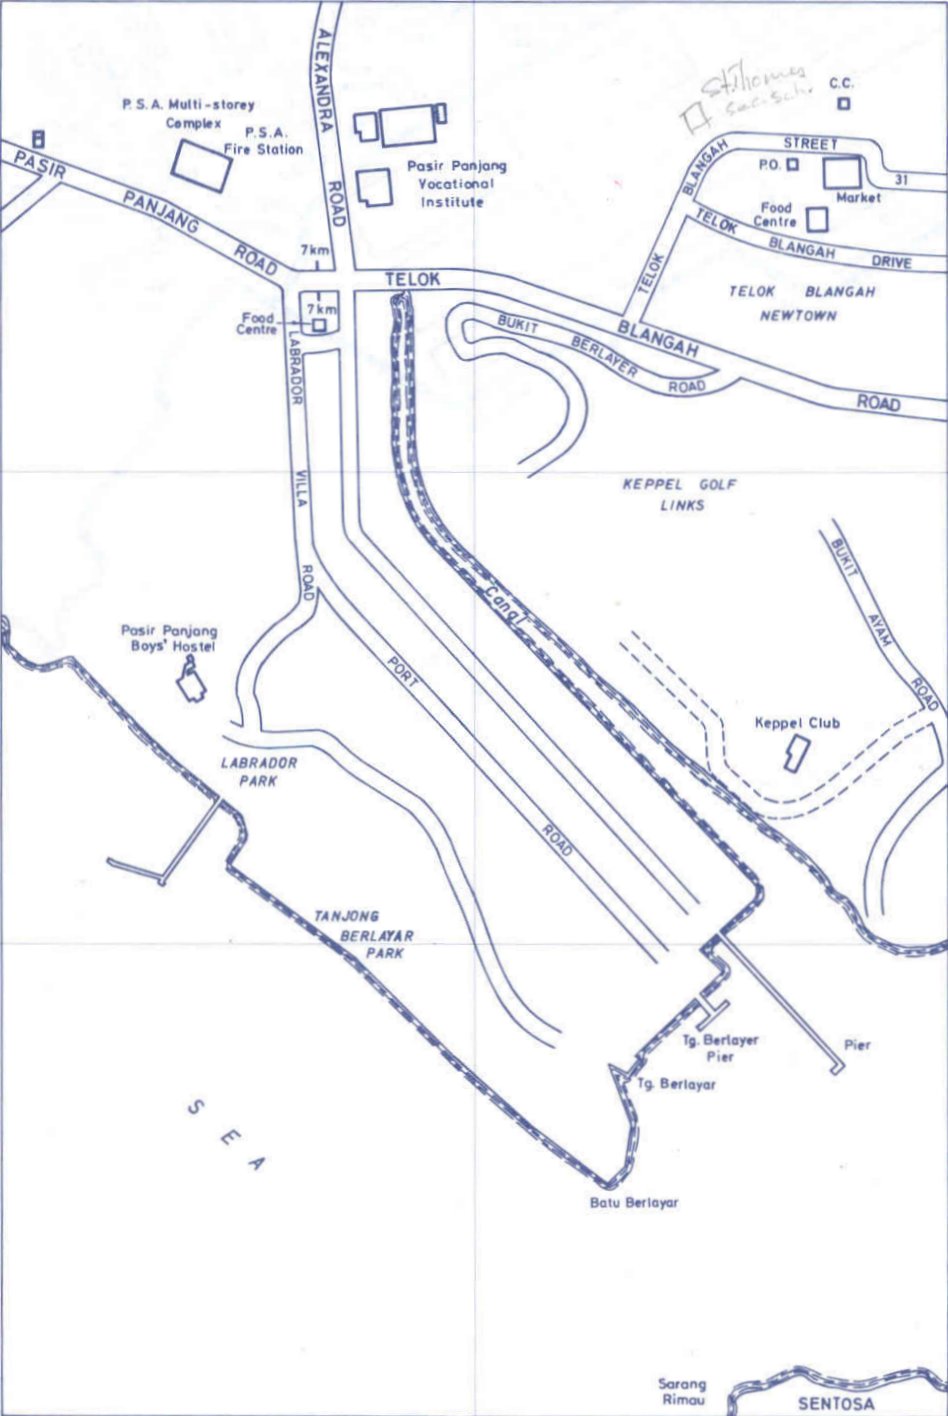 ALEXANDRA ROAD
St. Thomas
Sec. Sch.
C.C.
P.S.A. Multi-storey
Complex
P.S.A.
Fire Station
STREET 31
PASIR PANJANG ROAD
Pasir Panjang
Vocational
Institute
BLANGAH
P.O.
Market
Food
Centre
TELOK BLANGAH DRIVE
TELOK
7km
TELOK BLANGAH ROAD
TELOK BLANGAH
NEWTOWN
7km
Food
Centre
BUKIT BERLAYER ROAD
LABRADOR VILLA ROAD
KEPPEL GOLF
LINKS
BUKIT AYAM ROAD
Canal
Pasir Panjang
Boys' Hostel
PORT ROAD
Keppel Club
LABRADOR
PARK
TANJONG
BERLAYAR
PARK
Tg. Berlayer
Pier
Pier
Tg. Berlayar
SEA
Batu Berlayar
Sarang
Rimau
SENTOSA